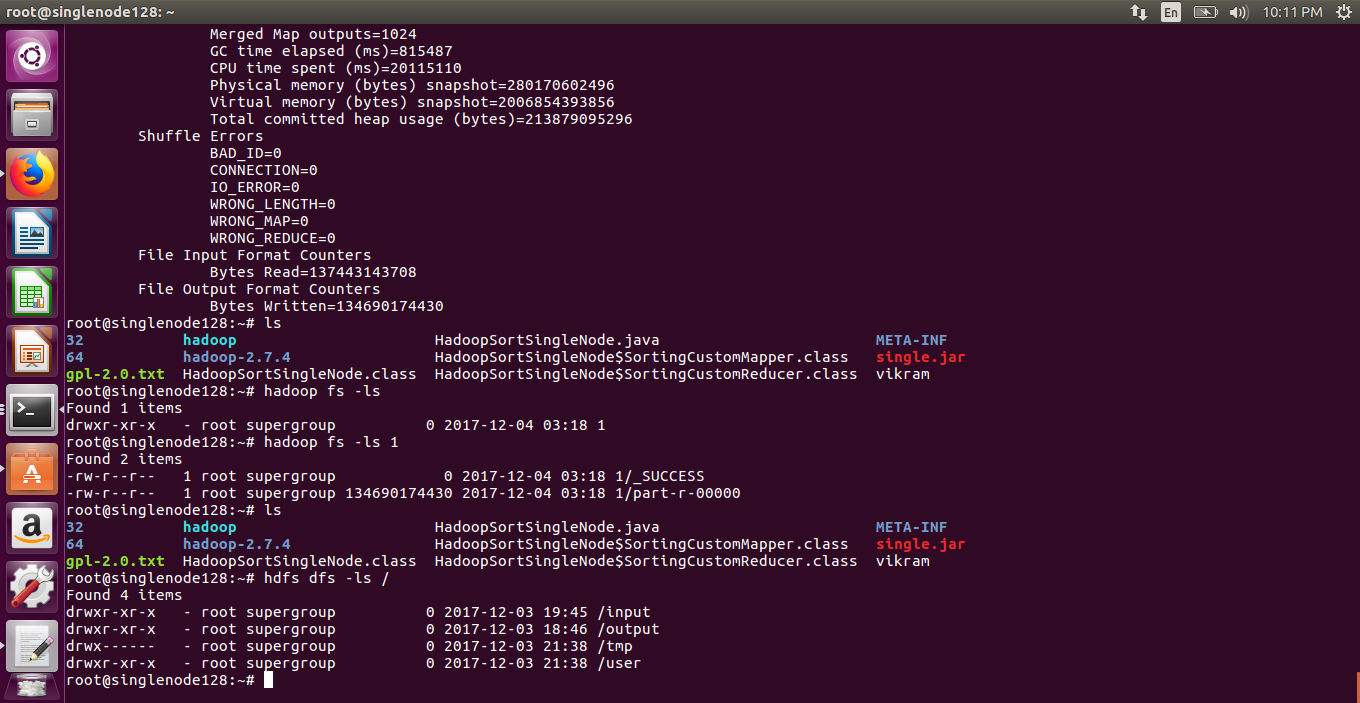 root@singlenode128: ~
En
10:11 PM
Merged Map outputs=1024
GC time elapsed (ms)=815487
CPU time spent (ms)=20115110
Physical memory (bytes) snapshot=280170602496
Virtual memory (bytes) snapshot=2006854393856
Total committed heap usage (bytes)=213879095296
Shuffle Errors
BAD_ID=0
CONNECTION=0
IO_ERROR=0
WRONG_LENGTH=0
WRONG_MAP=0
WRONG_REDUCE=0
File Input Format Counters
Bytes Read=137443143708
File Output Format Counters
Bytes Written=134690174430
root@singlenode128:~# ls
32 hadoop HadoopSortSingleNode.java META-INF
64 hadoop-2.7.4 HadoopSortSingleNode$SortingCustomMapper.class single.jar
gpl-2.0.txt HadoopSortSingleNode.class HadoopSortSingleNode$SortingCustomReducer.class vikram
root@singlenode128:~# hadoop fs -ls
Found 1 items
drwxr-xr-x - root supergroup 0 2017-12-04 03:18 1
root@singlenode128:~# hadoop fs -ls 1
Found 2 items
-rw-r--r-- 1 root supergroup 0 2017-12-04 03:18 1/_SUCCESS
-rw-r--r-- 1 root supergroup 134690174430 2017-12-04 03:18 1/part-r-00000
root@singlenode128:~# ls
32 hadoop HadoopSortSingleNode.java META-INF
64 hadoop-2.7.4 HadoopSortSingleNode$SortingCustomMapper.class single.jar
gpl-2.0.txt HadoopSortSingleNode.class HadoopSortSingleNode$SortingCustomReducer.class vikram
root@singlenode128:~# hdfs dfs -ls /
Found 4 items
drwxr-xr-x - root supergroup 0 2017-12-03 19:45 /input
drwxr-xr-x - root supergroup 0 2017-12-03 18:46 /output
drwx------ - root supergroup 0 2017-12-03 21:38 /tmp
drwxr-xr-x - root supergroup 0 2017-12-03 21:38 /user
root@singlenode128:~#